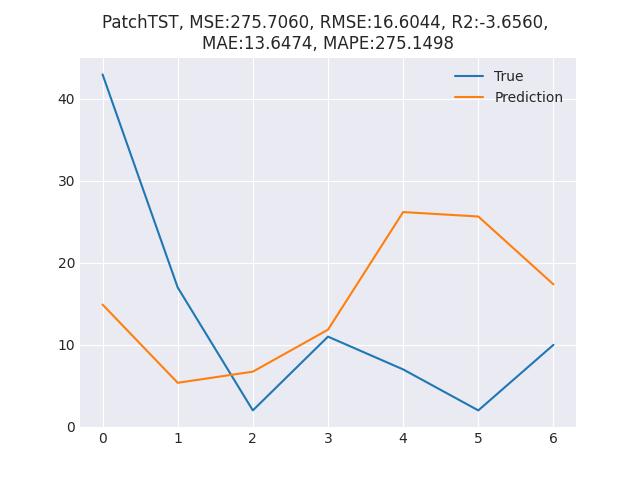 PatchTST, MSE:275.7060, RMSE:16.6044, R2:-3.6560,
MAE:13.6474, MAPE:275.1498
True
Prediction
40
30
20
10
0
0 1 2 3 4 5 6